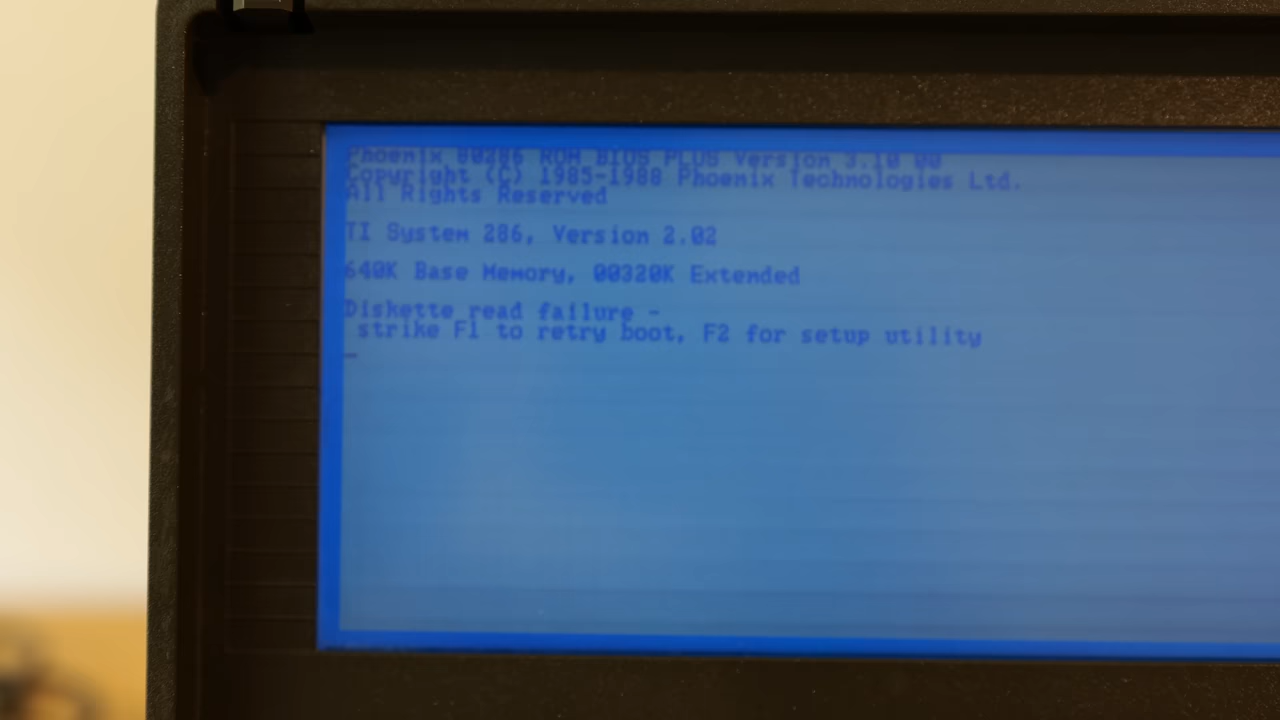 Phoenix 80286 ROM BIOS PLUS Version 3.10 00
Copyright (C) 1985-1988 Phoenix Technologies Ltd.
All Rights Reserved
TI System 286, Version 2.02
640K Base Memory, 00320K Extended
Diskette read failure -
strike F1 to retry boot, F2 for setup utility
_